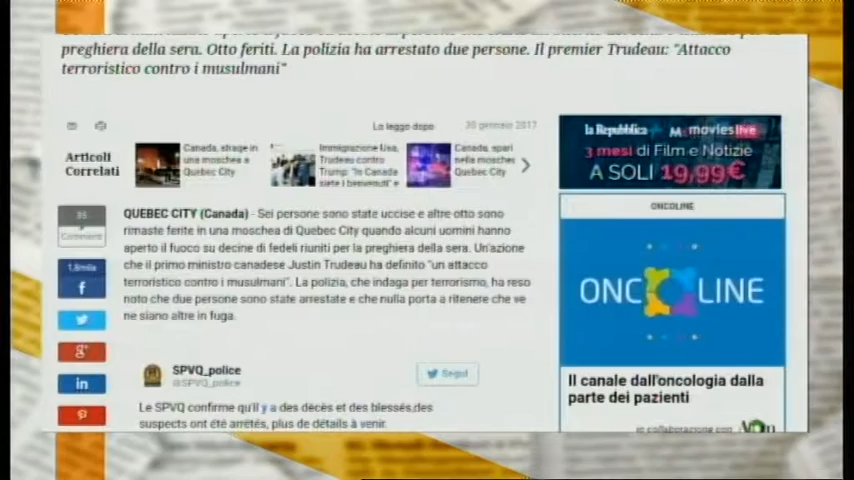 preghiera della sera. Otto feriti. La polizia ha arrestato due persone. Il premier Trudeau: "Attacco
terroristico contro i musulmani"
Lo leggo dopo
30 gennaio 2017
Articoli
Correlati
Canada, strage in
una moschea a
Quebec City
Immigrazione Usa,
Trudeau contro
Trump: "In Canada
siete i benvenuti" e
Canada, spari
nella moschea
Quebec City
la Repubblica + movieslive
3 mesi di Film e Notizie
A SOLI 19,99€
ONCOLINE
ONCOLINE
Il canale dall'oncologia dalla
parte dei pazienti
in collaborazione con
35
Commenti
1,8mila
f
g+
in
QUEBEC CITY (Canada) - Sei persone sono state uccise e altre otto sono
rimaste ferite in una moschea di Quebec City quando alcuni uomini hanno
aperto il fuoco su decine di fedeli riuniti per la preghiera della sera. Un'azione
che il primo ministro canadese Justin Trudeau ha definito "un attacco
terroristico contro i musulmani". La polizia, che indaga per terrorismo, ha reso
noto che due persone sono state arrestate e che nulla porta a ritenere che ve
ne siano altre in fuga.
SPVQ_police
@SPVQ_police
Segui
Le SPVQ confirme qu'il y a des décès et des blessés,des
suspects ont été arrêtés, plus de détails à venir.